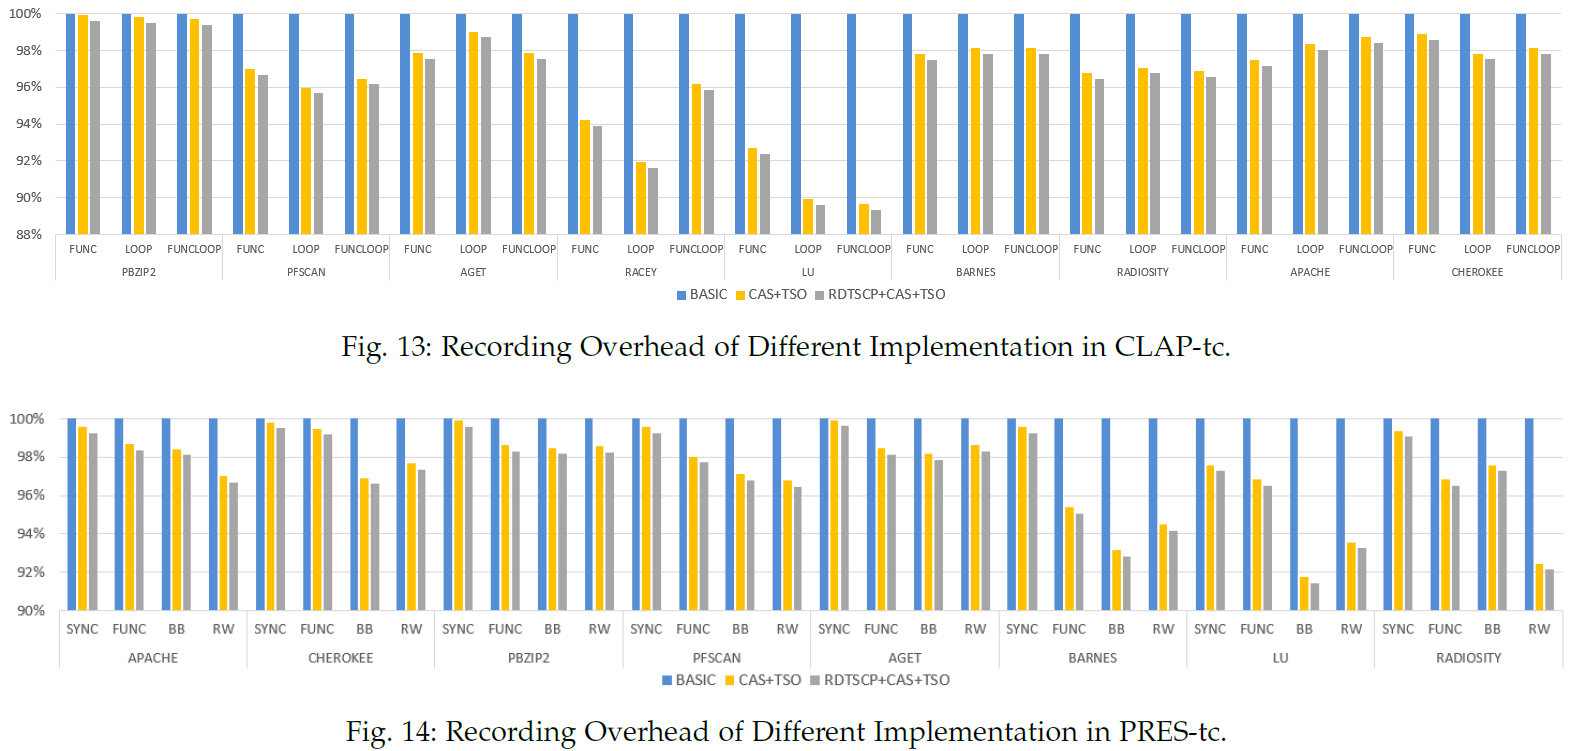 100%
98%
96%
94%
92%
90%
88%
FUNC LOOP FUNCLOOP FUNC LOOP FUNCLOOP FUNC LOOP FUNCLOOP FUNC LOOP FUNCLOOP FUNC LOOP FUNCLOOP FUNC LOOP FUNCLOOP FUNC LOOP FUNCLOOP FUNC LOOP FUNCLOOP FUNC LOOP FUNCLOOP
PBZIP2 PFSCAN AGET RACEY LU BARNES RADIOSITY APACHE CHEROKEE
BASIC CAS+TSO RDTSCP+CAS+TSO
Fig. 13: Recording Overhead of Different Implementation in CLAP-tc.
100%
98%
96%
94%
92%
90%
SYNC FUNC BB RW SYNC FUNC BB RW SYNC FUNC BB RW SYNC FUNC BB RW SYNC FUNC BB RW SYNC FUNC BB RW SYNC FUNC BB RW SYNC FUNC BB RW
APACHE CHEROKEE PBZIP2 PFSCAN AGET BARNES LU RADIOSITY
BASIC CAS+TSO RDTSCP+CAS+TSO
Fig. 14: Recording Overhead of Different Implementation in PRES-tc.